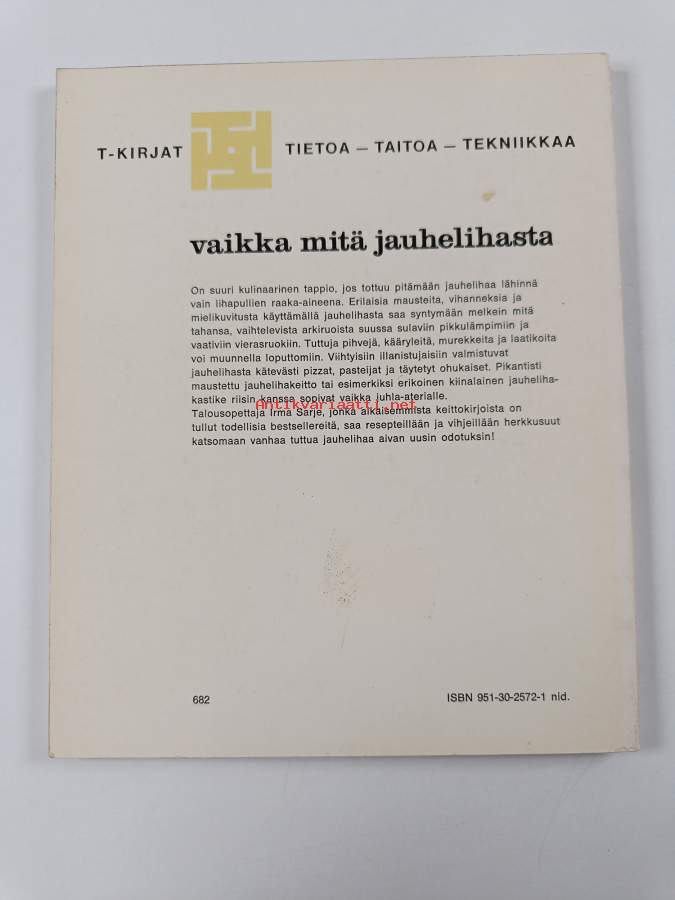 T-KIRJAT TIETOA — TAITOA — TEKNIIKKAA
vaikka mitä jauhelihasta
On suuri kulinaarinen tappio, jos tottuu pitämään jauhelihaa lähinnä
vain lihapullien raaka-aineena. Erilaisia mausteita, vihanneksia ja
mielikuvitusta käyttämällä jauhelihasta saa syntymään melkein mitä
tahansa, vaihtelevista arkiruoista suussa sulaviin pikkulämpimiin ja
vaativiin vierasruokiin. Tuttuja pihvejä, kääryleitä, murekkeita ja laatikoita
voi muunnella loputtomiin. Viihtyisiin illanistujaisiin valmistuvat
jauhelihasta kätevästi pizzat, pasteijat ja täytetyt ohukaiset. Pikantisti
maustettu jauhelihakeitto tai esimerkiksi erikoinen kiinalainen jauheliha-
kastike riisin kanssa sopivat vaikka juhla-aterialle.
Antikvariaatti.net
Talousopettaja Irma Sarje, jonka aikaisemmista keittokirjoista on
tullut todellisia bestsellereitä, saa resepteillään ja vihjeillään herkkusuut
katsomaan vanhaa tuttua jauhelihaa aivan uusin odotuksin!
682 ISBN 951-30-2572-1 nid.